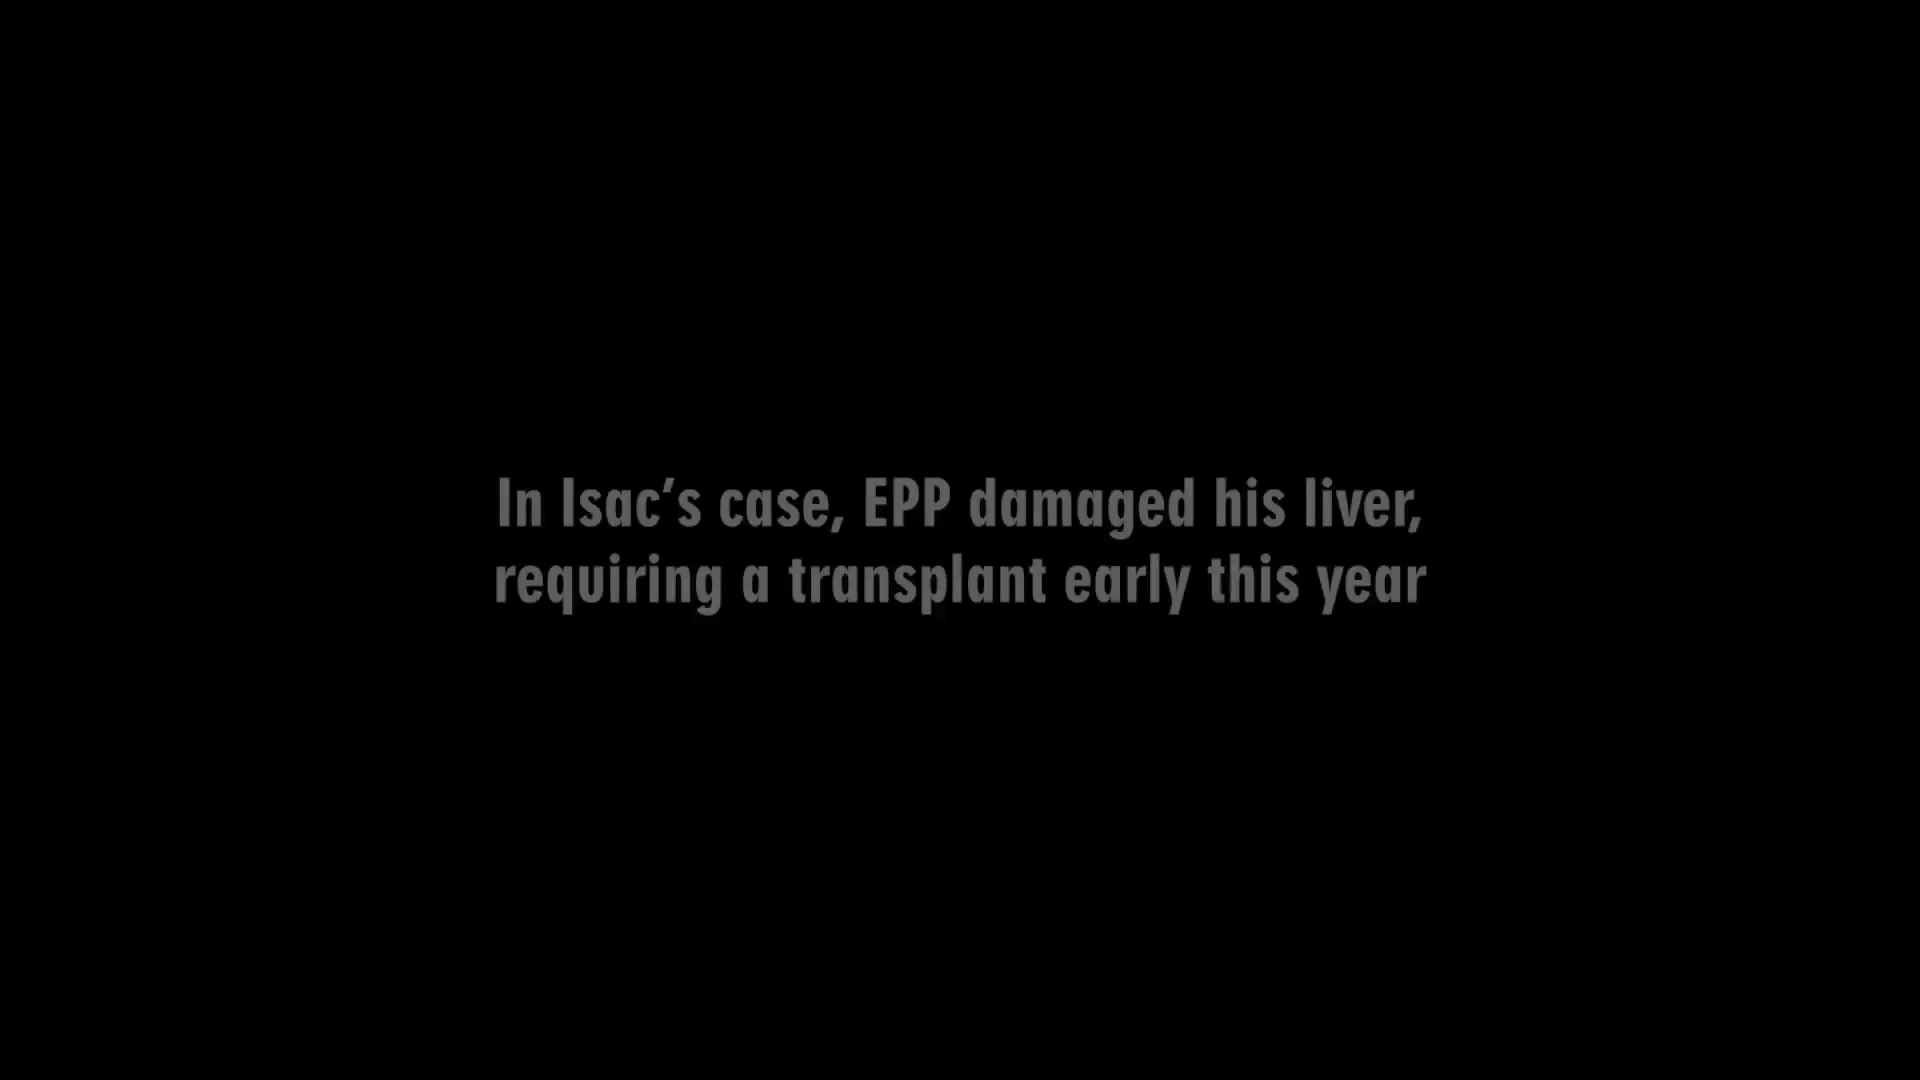 In Isac’s case, EPP damaged his liver,
requiring a transplant early this year